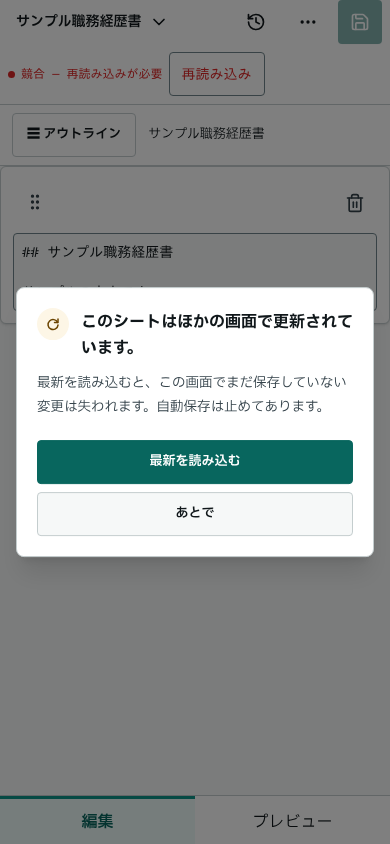 サンプル職務経歴書
競合 — 再読み込みが必要
再読み込み
アウトライン
サンプル職務経歴書
## サンプル職務経歴書
このシートはほかの画面で更新されて
います。
最新を読み込むと、この画面でまだ保存していない
変更は失われます。自動保存は止めてあります。
最新を読み込む
あとで
編集
プレビュー